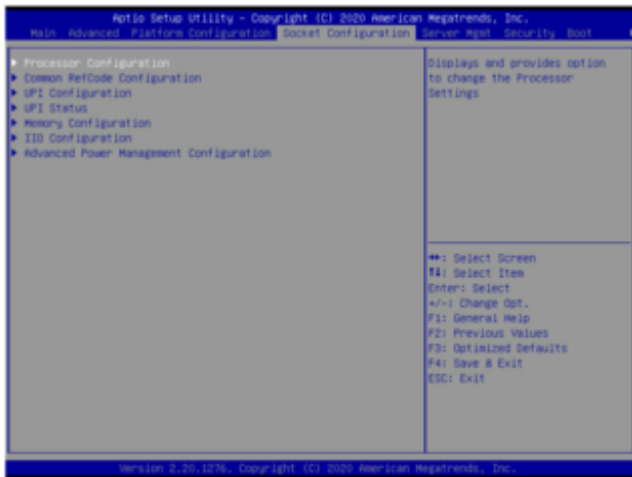 Aptio Setup Utility - Copyright (C) 2020 American Megatrends, Inc.
Main Advanced Platform Configuration Socket Configuration Server Mgmt Security Boot
Processor Configuration
Common RefCode Configuration
UPI Configuration
UPI Status
Memory Configuration
IIO Configuration
Advanced Power Management Configuration
Displays and provides option
to change the Processor
Settings
↔: Select Screen
↑↓: Select Item
Enter: Select
+/-: Change Opt.
F1: General Help
F2: Previous Values
F3: Optimized Defaults
F4: Save & Exit
ESC: Exit
Version 2.20.1276. Copyright (C) 2020 American Megatrends, Inc.